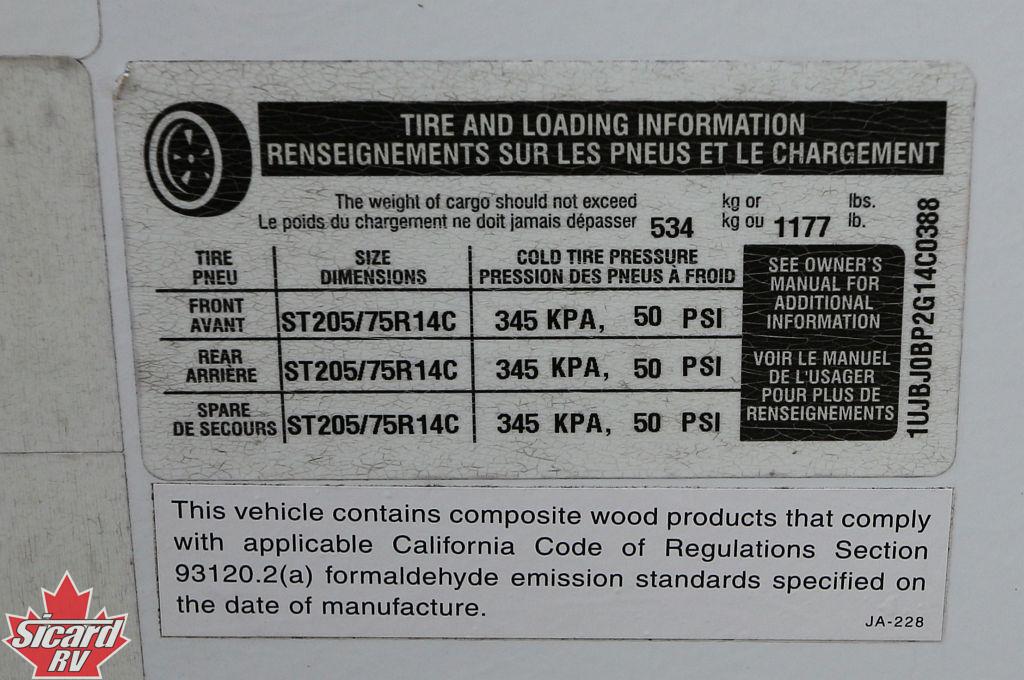 TIRE AND LOADING INFORMATION
RENSEIGNEMENTS SUR LES PNEUS ET LE CHARGEMENT
The weight of cargo should not exceed kg or lbs.
Le poids du chargement ne doit jamais dépasser 534 kg ou 1177 lb.
TIRE SIZE COLD TIRE PRESSURE
PNEU DIMENSIONS PRESSION DES PNEUS À FROID
FRONT
AVANT ST205/75R14C 345 KPA, 50 PSI
REAR
ARRIÈRE ST205/75R14C 345 KPA, 50 PSI
SPARE
DE SECOURS ST205/75R14C 345 KPA, 50 PSI
SEE OWNER'S
MANUAL FOR
ADDITIONAL
INFORMATION
VOIR LE MANUEL
DE L'USAGER
POUR PLUS DE
RENSEIGNEMENTS
1UJBJ0BP2G14C0388
This vehicle contains composite wood products that comply
with applicable California Code of Regulations Section
93120.2(a) formaldehyde emission standards specified on
the date of manufacture.
JA-228
Sicard
RV